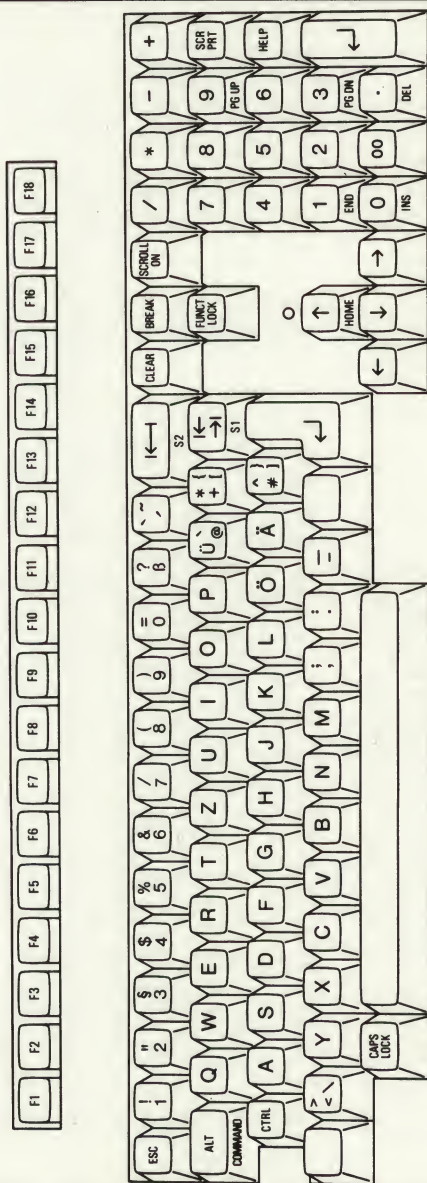 F1 F2 F3 F4 F5 F6 F7 F8 F9 F10 F11 F12 F13 F14 F15 F16 F17 F18
ESC ! 1 " 2 § 3 $ 4 % 5 & 6 / 7 ( 8 ) 9 = 0 ? ß ` ´ |← CLEAR BREAK SCROLL ON / * - +
S2
ALT Q W E R T Z U I O P Ü ` @ * + { [ |← →| FUNCT LOCK 7 8 9 SCR PRT
COMMAND
S1
PG UP
CTRL A S D F G H J K L Ö Ä ^ # } ] ↵ 4 5 6 HELP
> < \ Y X C V B N M ; , : . _ - ↑ 1 2 3 ↵
HOME END PG DN
CAPS LOCK ← ↓ → 0 00 .
INS DEL